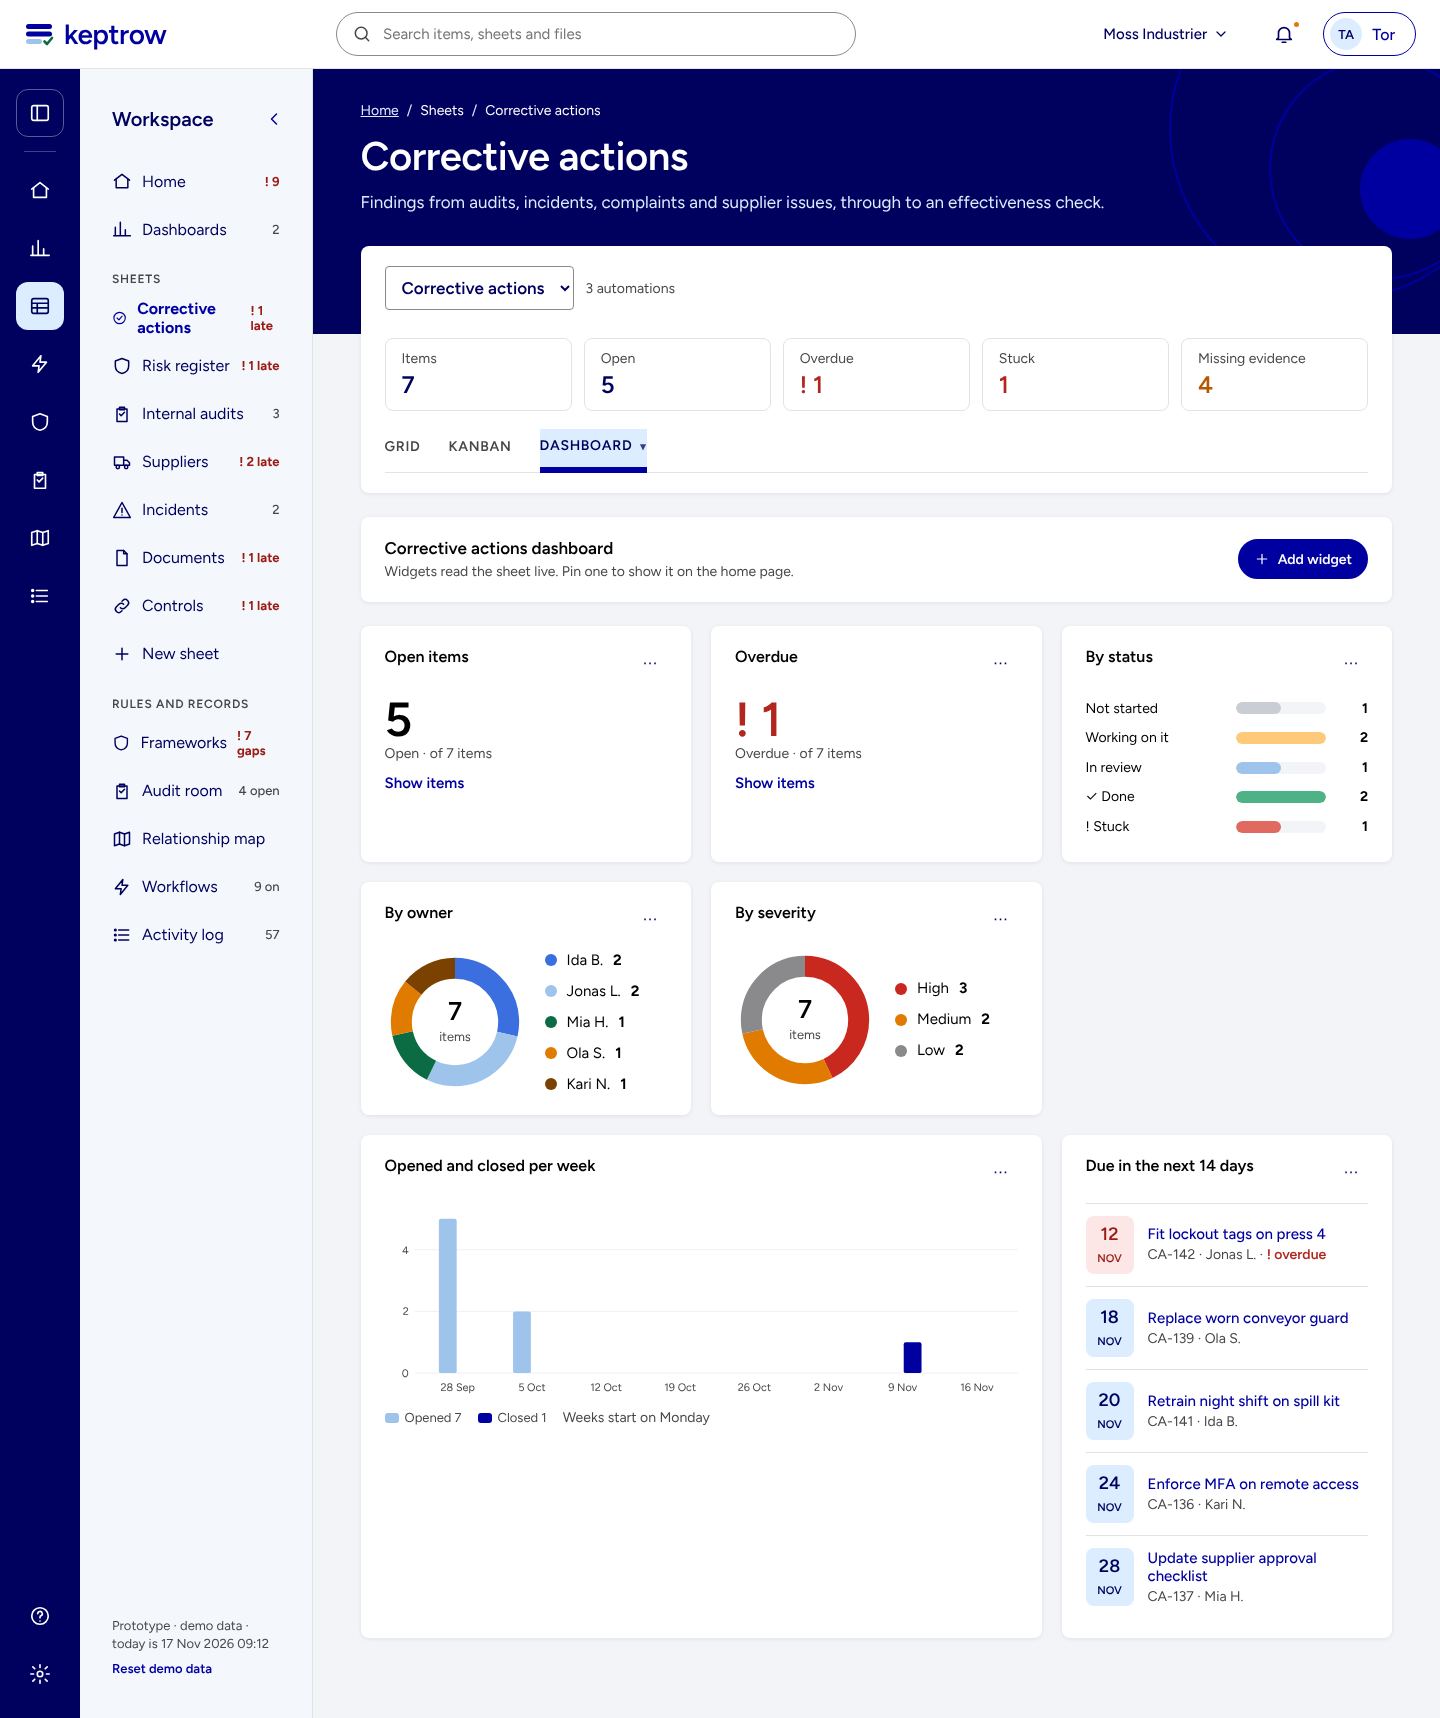 keptrow
Search items, sheets and files
Moss Industrier
TA
Tor
Workspace
Home
! 9
Dashboards
2
SHEETS
Corrective actions
! 1 late
Risk register
! 1 late
Internal audits
3
Suppliers
! 2 late
Incidents
2
Documents
! 1 late
Controls
! 1 late
New sheet
RULES AND RECORDS
Frameworks
! 7 gaps
Audit room
4 open
Relationship map
Workflows
9 on
Activity log
57
Prototype · demo data ·
today is 17 Nov 2026 09:12
Reset demo data
Home / Sheets / Corrective actions
Corrective actions
Findings from audits, incidents, complaints and supplier issues, through to an effectiveness check.
Corrective actions
3 automations
Items
7
Open
5
Overdue
! 1
Stuck
1
Missing evidence
4
GRID
KANBAN
DASHBOARD ▾
Corrective actions dashboard
Widgets read the sheet live. Pin one to show it on the home page.
Add widget
Open items
...
5
Open · of 7 items
Show items
Overdue
...
! 1
Overdue · of 7 items
Show items
By status
...
Not started 1
Working on it 2
In review 1
✓ Done 2
! Stuck 1
By owner
...
7
items
Ida B. 2
Jonas L. 2
Mia H. 1
Ola S. 1
Kari N. 1
By severity
...
7
items
High 3
Medium 2
Low 2
Opened and closed per week
...
4
2
0
28 Sep 5 Oct 12 Oct 19 Oct 26 Oct 2 Nov 9 Nov 16 Nov
Opened 7 Closed 1 Weeks start on Monday
Due in the next 14 days
...
12
NOV
Fit lockout tags on press 4
CA-142 · Jonas L. · ! overdue
18
NOV
Replace worn conveyor guard
CA-139 · Ola S.
20
NOV
Retrain night shift on spill kit
CA-141 · Ida B.
24
NOV
Enforce MFA on remote access
CA-136 · Kari N.
28
NOV
Update supplier approval
checklist
CA-137 · Mia H.